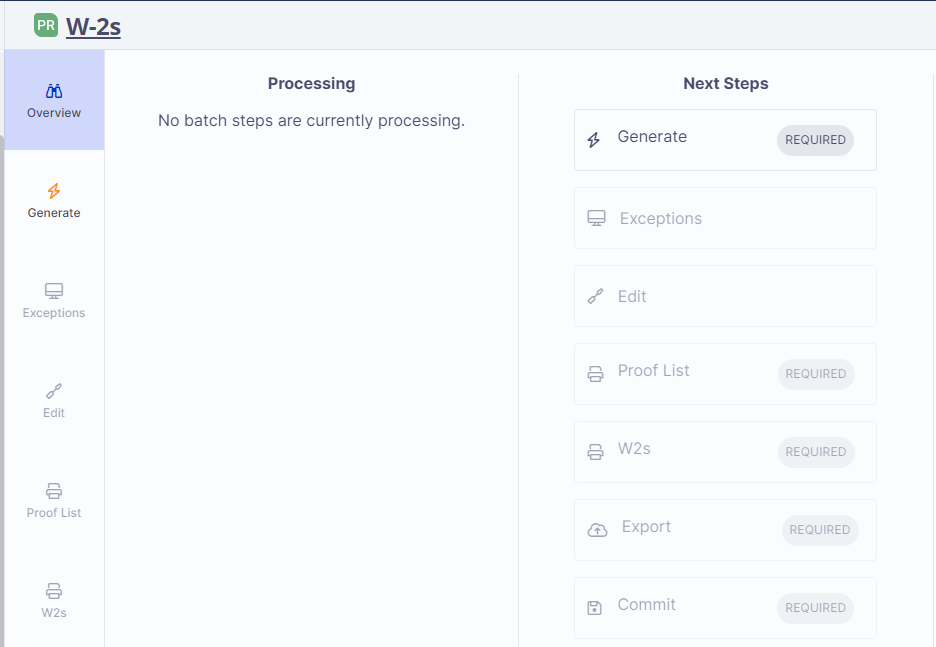 PR W-2s
Overview
Generate
Exceptions
Edit
Proof List
W2s
Processing
No batch steps are currently processing.
Next Steps
Generate REQUIRED
Exceptions
Edit
Proof List REQUIRED
W2s REQUIRED
Export REQUIRED
Commit REQUIRED